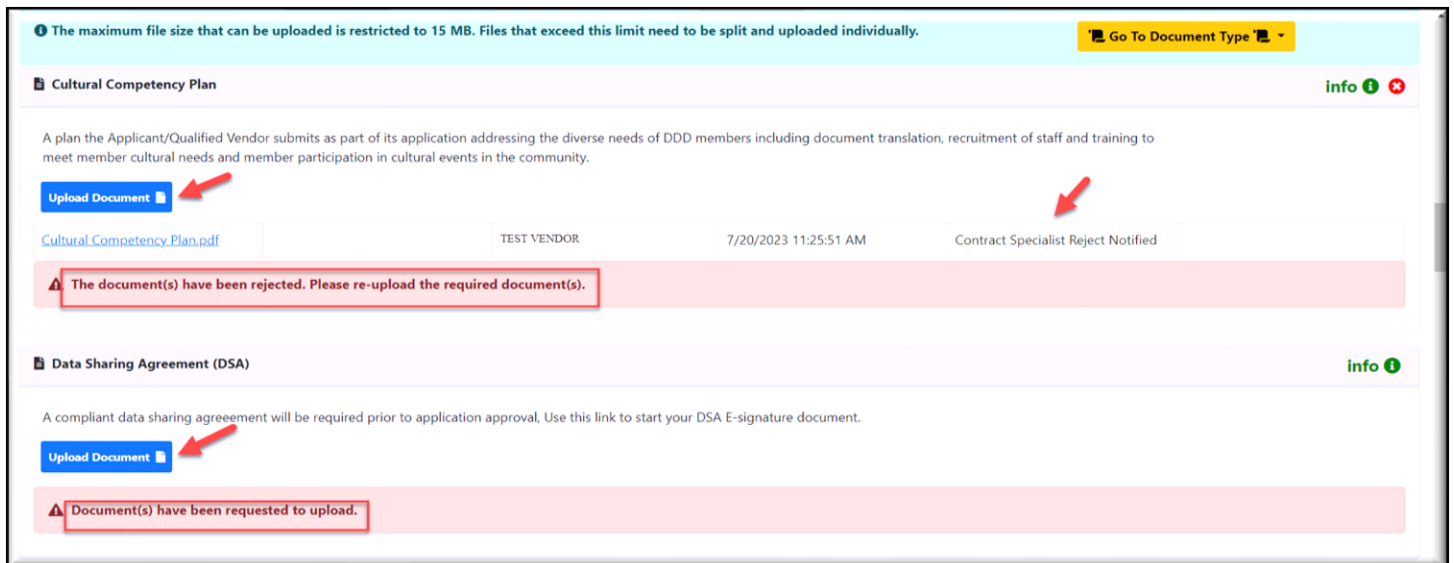 The maximum file size that can be uploaded is restricted to 15 MB. Files that exceed this limit need to be split and uploaded individually.
Go To Document Type
Cultural Competency Plan
info
A plan the Applicant/Qualified Vendor submits as part of its application addressing the diverse needs of DDD members including document translation, recruitment of staff and training to
meet member cultural needs and member participation in cultural events in the community.
Upload Document
Cultural Competency Plan.pdf TEST VENDOR 7/20/2023 11:25:51 AM Contract Specialist Reject Notified
The document(s) have been rejected. Please re-upload the required document(s).
Data Sharing Agreement (DSA)
info
A compliant data sharing agreeement will be required prior to application approval, Use this link to start your DSA E-signature document.
Upload Document
Document(s) have been requested to upload.